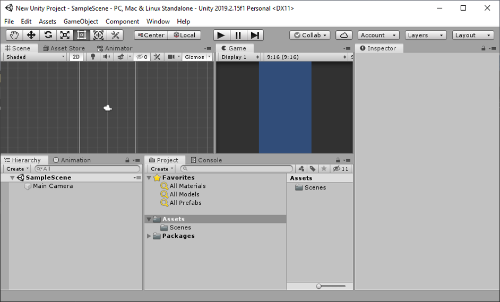 New Unity Project - SampleScene - PC, Mac & Linux Standalone - Unity 2019.2.15f1 Personal <DX11>
File Edit Assets GameObject Component Window Help
Center Local Collab Account Layers Layout
Scene Asset Store Animator Game Inspector
Shaded 2D 0 Gizmos Display 1 9:16 (9:16)
Hierarchy Animation Project Console
Create All Create 11
SampleScene
Main Camera
Favorites
All Materials
All Models
All Prefabs
Assets
Scenes
Packages
Assets
Scenes